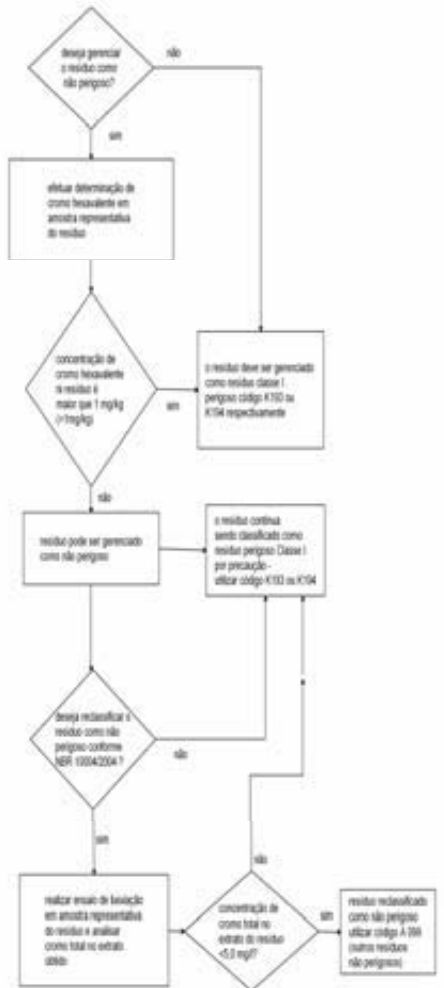 deseja gerenciar
o resíduo como
não perigoso?
não
sim
efetuar determinação de
cromo hexavalente em
amostra representativa
do resíduo
concentração de
cromo hexavalente
no resíduo é
maior que 1 mg/kg
(>1mg/kg)
sim
o resíduo deve ser gerenciado
como resíduo classe I
perigoso código K193 ou
K194 respectivamente
não
resíduo pode ser gerenciado
como não perigoso
o resíduo continua
sendo classificado como
resíduo perigoso Classe I
por precaução -
utilizar código K193 ou K194
deseja reclassificar o
resíduo como não
perigoso conforme
NBR 10004/2004 ?
não
sim
realizar ensaio de lixiviação
em amostra representativa
do resíduo e analisar
cromo total no extrato
obtido
não
concentração de
cromo total no
extrato do resíduo
<5,0 mg/l?
sim
resíduo reclassificado
como não perigoso
utilizar código A 099
(outros resíduos
não perigosos)